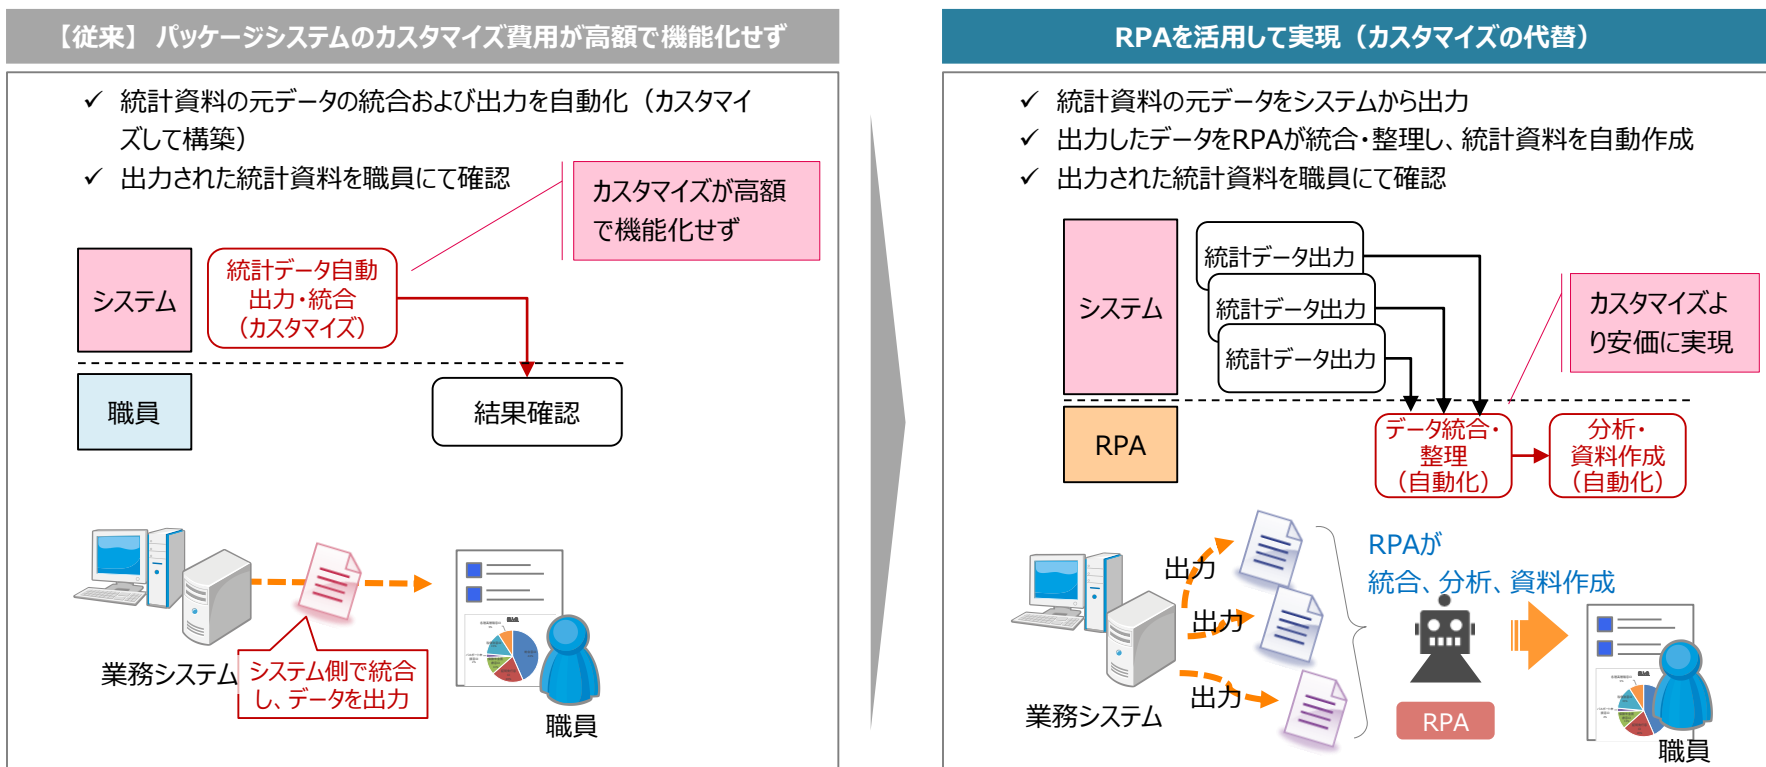 【従来】 パッケージシステムのカスタマイズ費用が高額で機能化せず
✓ 統計資料の元データの統合および出力を自動化（カスタマイ
ズして構築）
✓ 出力された統計資料を職員にて確認
カスタマイズが高額
で機能化せず
システム
統計データ自動
出力・統合
（カスタマイズ）
職員
結果確認
業務システム
システム側で統合
し、データを出力
職員
RPAを活用して実現（カスタマイズの代替）
✓ 統計資料の元データをシステムから出力
✓ 出力したデータをRPAが統合・整理し、統計資料を自動作成
✓ 出力された統計資料を職員にて確認
システム
統計データ出力
統計データ出力
統計データ出力
カスタマイズよ
り安価に実現
RPA
データ統合・
整理
（自動化）
分析・
資料作成
（自動化）
出力
出力
出力
業務システム
RPAが
統合、分析、資料作成
RPA
職員